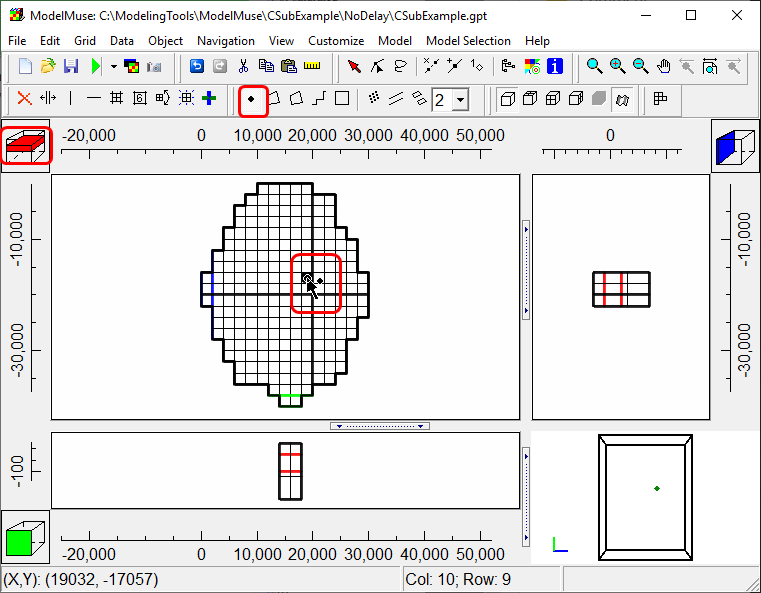 ModelMuse: C:\ModelingTools\ModelMuse\CSubExample\NoDelay\CSubExample.gpt
File Edit Grid Data Object Navigation View Customize Model Model Selection Help
2
-20,000 0 10,000 20,000 30,000 40,000 50,000
0
-10,000
-30,000
-10,000
-30,000
-100
-20,000 0 10,000 20,000 30,000 40,000 50,000
(X,Y): (19032, -17057) Col: 10; Row: 9